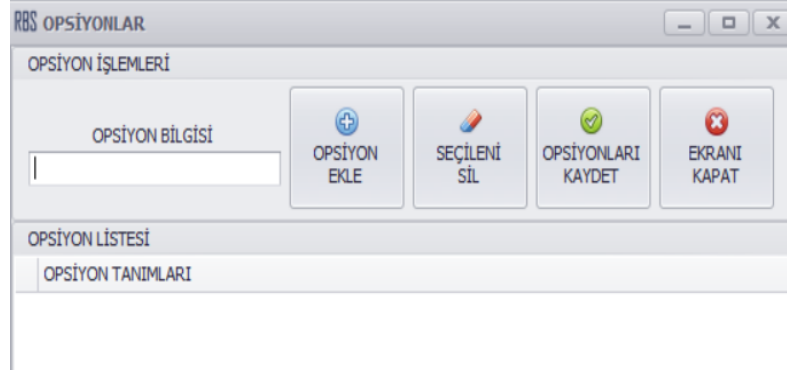 RBS OPSİYONLAR
OPSİYON İŞLEMLERİ
OPSİYON BİLGİSİ
OPSİYON
EKLE
SEÇİLENİ
SİL
OPSİYONLARI
KAYDET
EKRANI
KAPAT
OPSİYON LİSTESİ
OPSİYON TANIMLARI